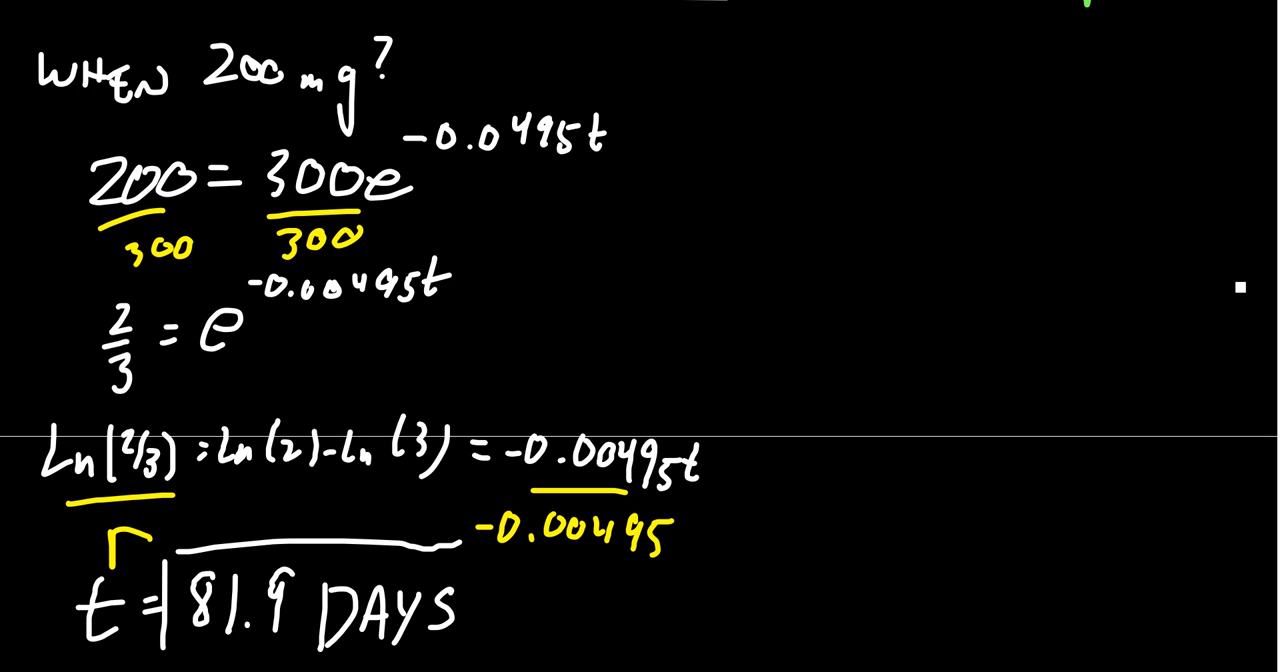 WHEN 200 mg?
200 = 300e^-0.0495t
300 300
2/3 = e^-0.00495t
Ln(2/3) = Ln(2) - Ln(3) = -0.00495t
-0.00495
t = 81.9 DAYS